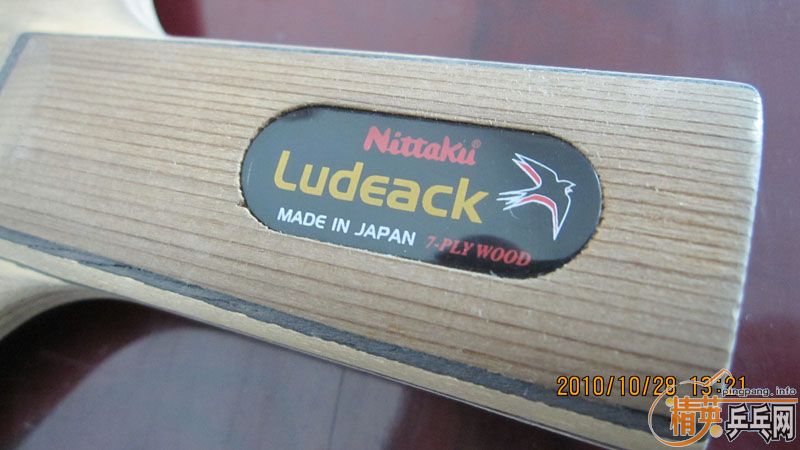 Nittaku®
Ludeack
MADE IN JAPAN 7-PLY WOOD
2010/10/29 13:21
pingpang.info
精英乒乓网